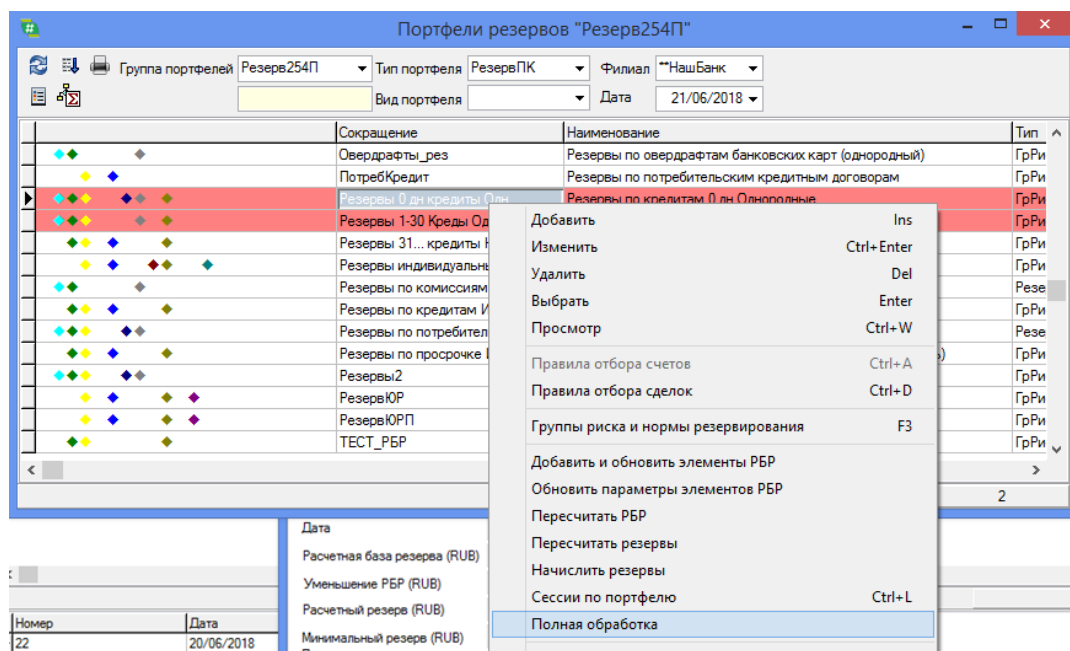 Портфели резервов "Резерв254П"
Группа портфелей Резерв254П Тип портфеля РезервПК Филиал **НашБанк
Вид портфеля Дата 21/06/2018
Сокращение Наименование Тип
Овердрафты_рез Резервы по овердрафтам банковских карт (однородный) ГрРи
ПотребКредит Резервы по потребительским кредитным договорам ГрРи
Резервы 0 дн кредиты Одн Резервы по кредитам 0 дн Однородные ГрРи
Резервы 1-30 Креды Од ГрРи
Резервы 31... кредиты ГрРи
Резервы индивидуальн ГрРи
Резервы по комиссиям Резе
Резервы по кредитам И ГрРи
Резервы по потребител Резе
Резервы по просрочке ) ГрРи
Резервы2 ГрРи
РезервЮР ГрРи
РезервЮРП ГрРи
ТЕСТ_РБР ГрРи
Добавить Ins
Изменить Ctrl+Enter
Удалить Del
Выбрать Enter
Просмотр Ctrl+W
Правила отбора счетов Ctrl+A
Правила отбора сделок Ctrl+D
Группы риска и нормы резервирования F3
Добавить и обновить элементы РБР
Обновить параметры элементов РБР
Пересчитать РБР
Пересчитать резервы
Начислить резервы
Сессии по портфелю Ctrl+L
Полная обработка
2
Дата
Расчетная база резерва (RUB)
Уменьшение РБР (RUB)
Расчетный резерв (RUB)
Минимальный резерв (RUB)
Номер Дата
22 20/06/2018